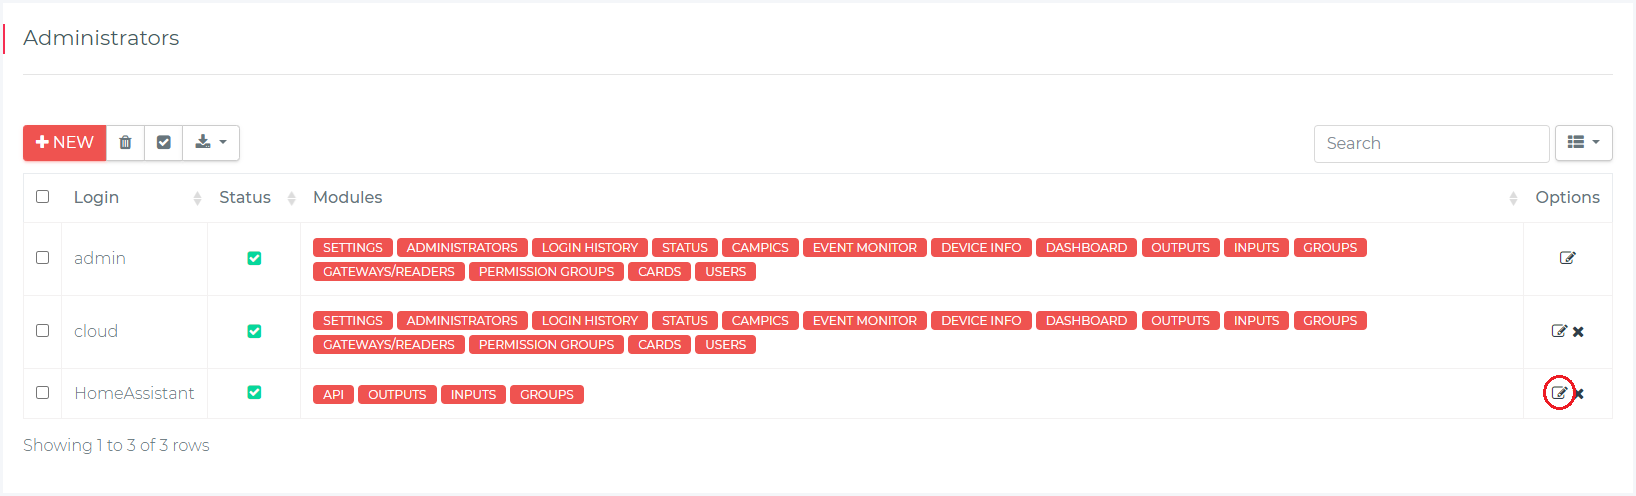 Administrators
NEW
Search
Login Status Modules Options
admin
SETTINGS ADMINISTRATORS LOGIN HISTORY STATUS CAMPICS EVENT MONITOR DEVICE INFO DASHBOARD OUTPUTS INPUTS GROUPS
GATEWAYS/READERS PERMISSION GROUPS CARDS USERS
cloud
SETTINGS ADMINISTRATORS LOGIN HISTORY STATUS CAMPICS EVENT MONITOR DEVICE INFO DASHBOARD OUTPUTS INPUTS GROUPS
GATEWAYS/READERS PERMISSION GROUPS CARDS USERS
HomeAssistant
API OUTPUTS INPUTS GROUPS
Showing 1 to 3 of 3 rows